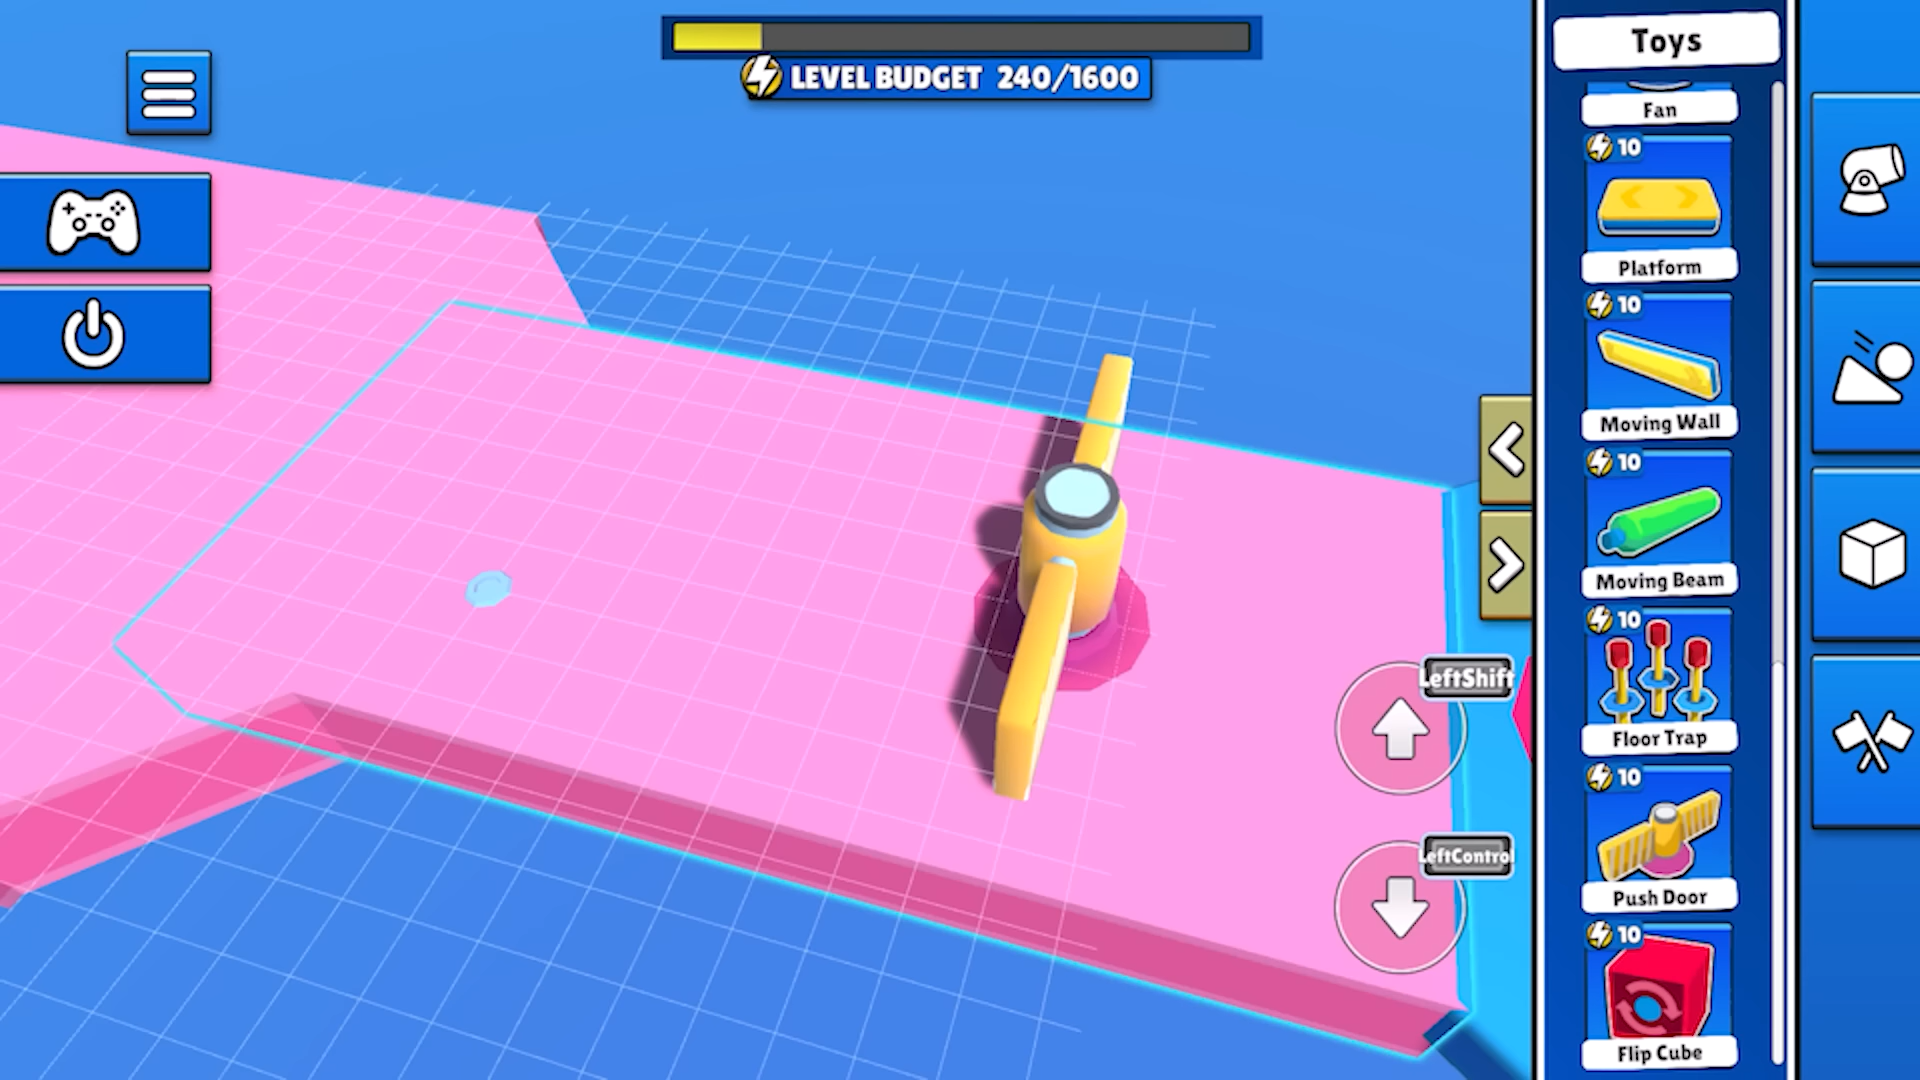 LEVEL BUDGET 240/1600
Toys
Fan
10
Platform
10
Moving Wall
10
Moving Beam
10
Floor Trap
10
Push Door
10
Flip Cube
LeftShift
LeftControl